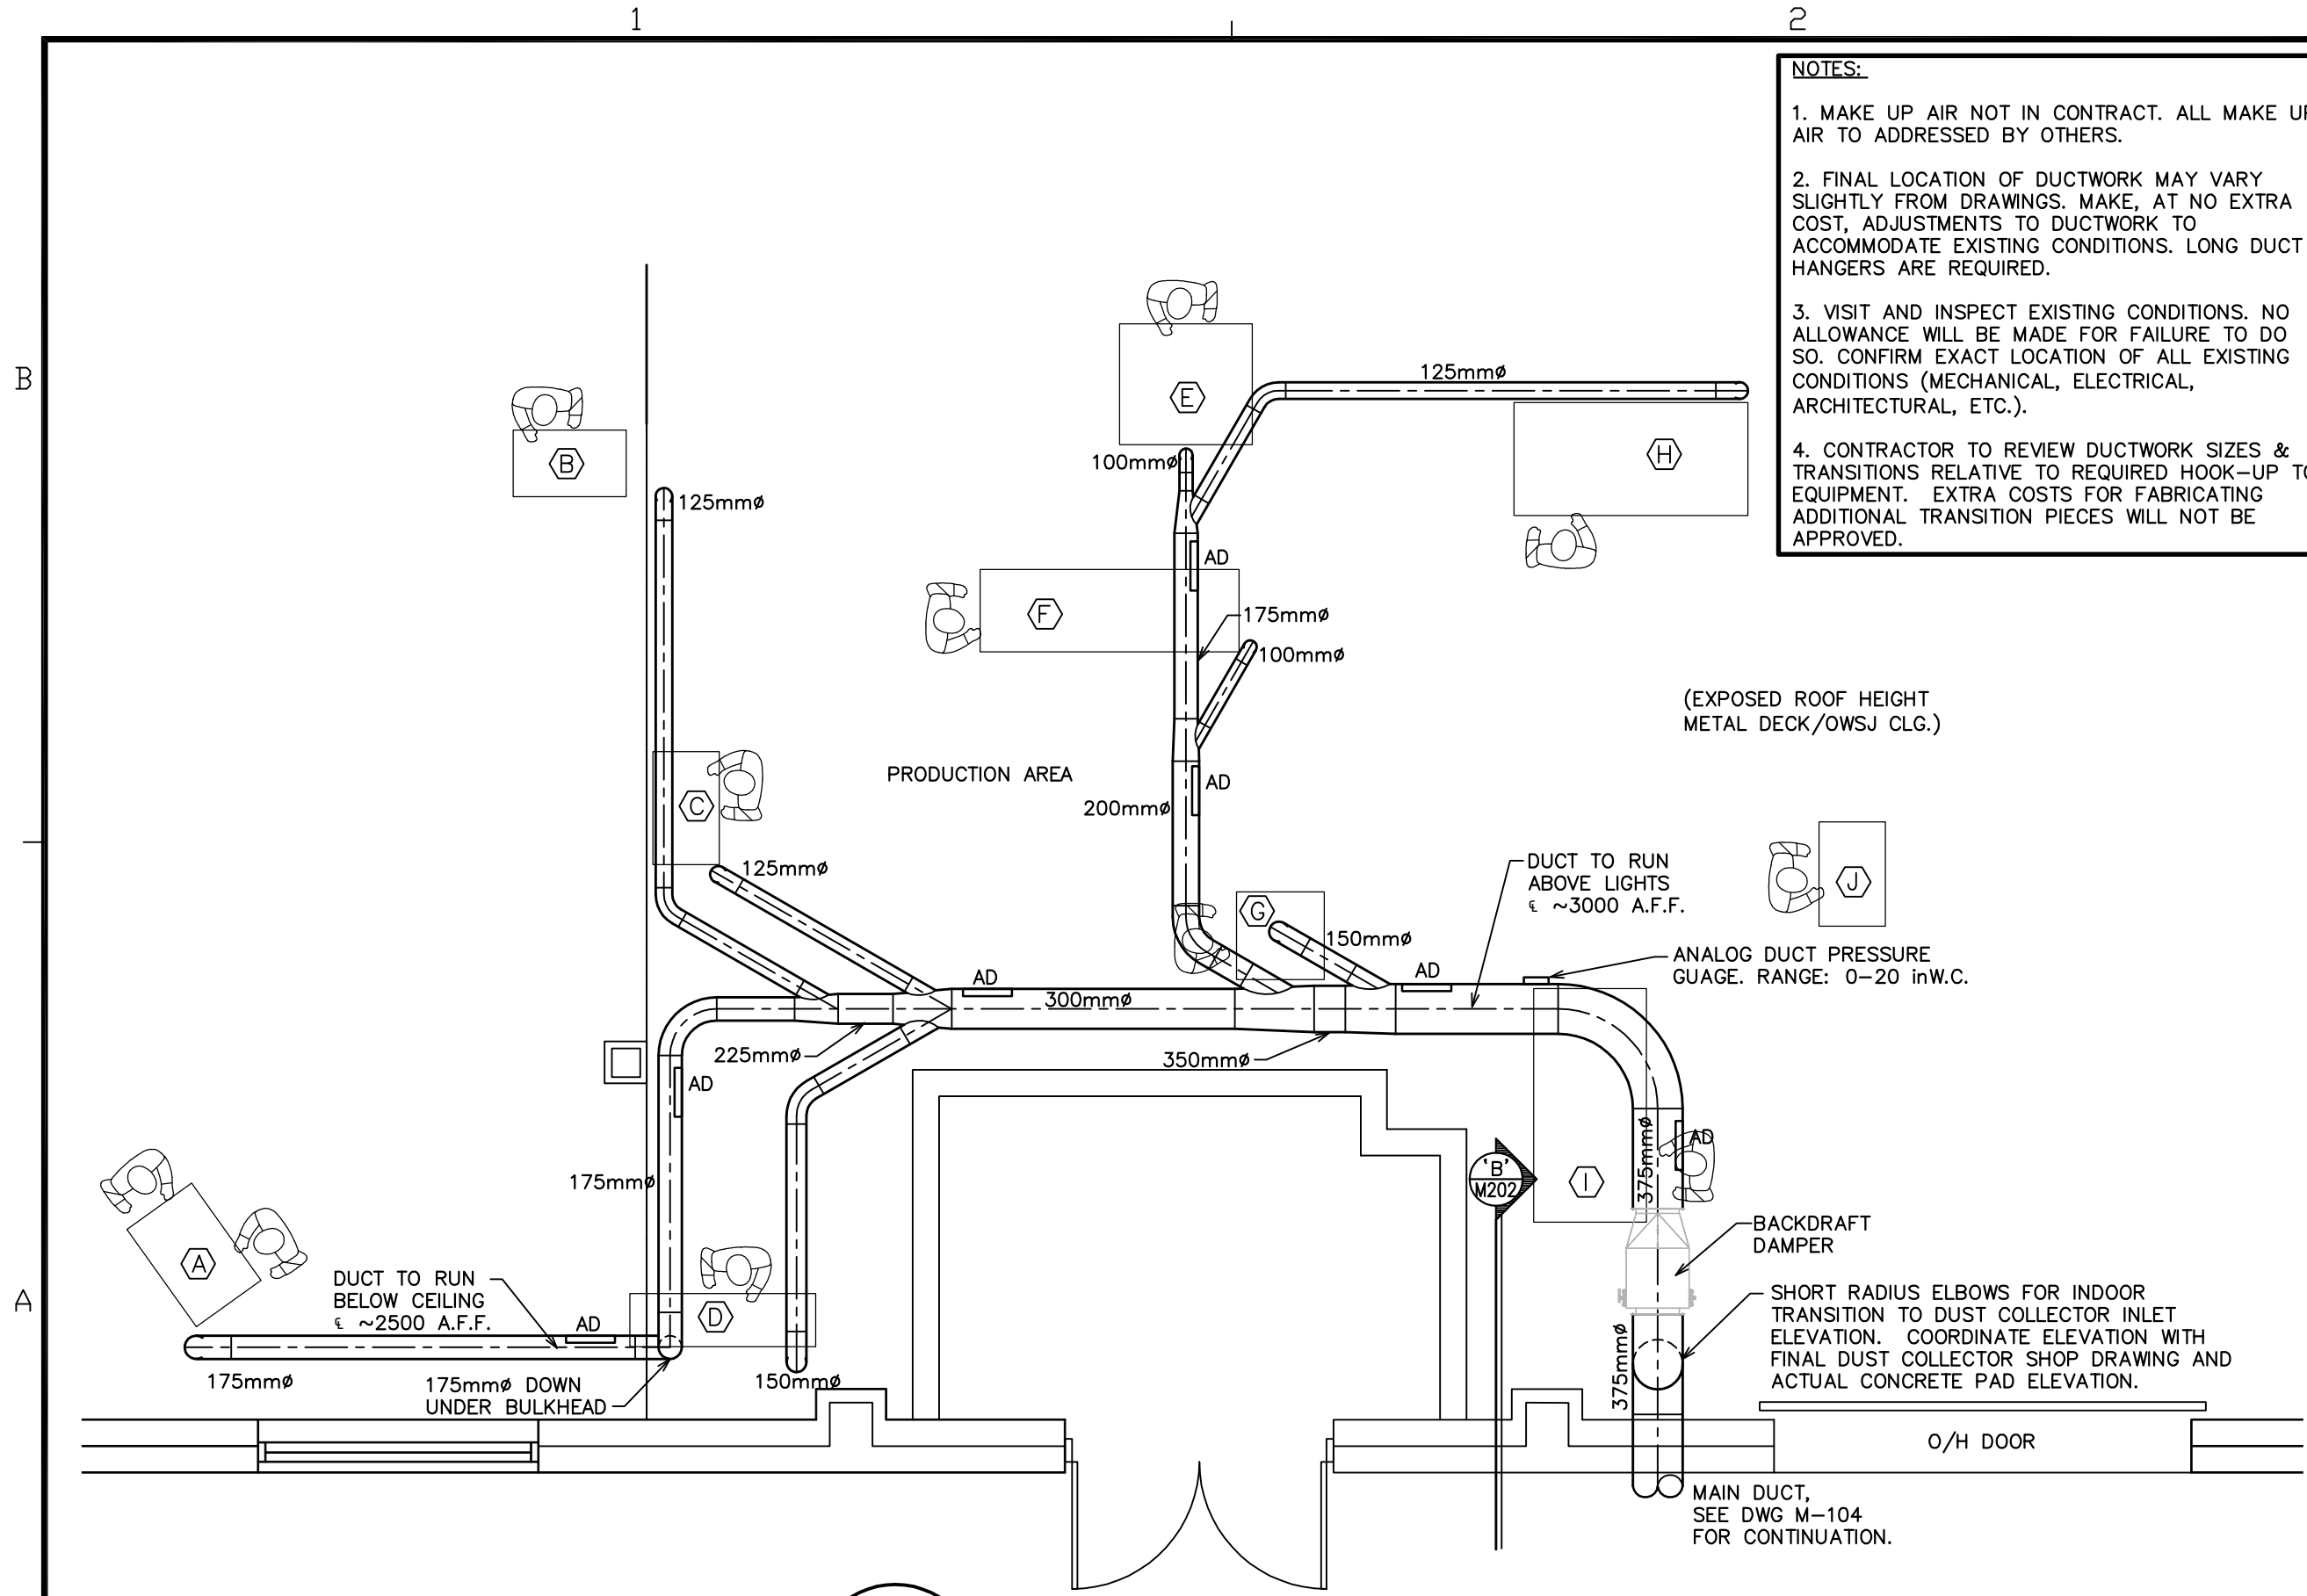 1
2
B
A
NOTES:
1. MAKE UP AIR NOT IN CONTRACT. ALL MAKE UP
AIR TO ADDRESSED BY OTHERS.
2. FINAL LOCATION OF DUCTWORK MAY VARY
SLIGHTLY FROM DRAWINGS. MAKE, AT NO EXTRA
COST, ADJUSTMENTS TO DUCTWORK TO
ACCOMMODATE EXISTING CONDITIONS. LONG DUCT
HANGERS ARE REQUIRED.
3. VISIT AND INSPECT EXISTING CONDITIONS. NO
ALLOWANCE WILL BE MADE FOR FAILURE TO DO
SO. CONFIRM EXACT LOCATION OF ALL EXISTING
CONDITIONS (MECHANICAL, ELECTRICAL,
ARCHITECTURAL, ETC.).
4. CONTRACTOR TO REVIEW DUCTWORK SIZES &
TRANSITIONS RELATIVE TO REQUIRED HOOK-UP TO
EQUIPMENT. EXTRA COSTS FOR FABRICATING
ADDITIONAL TRANSITION PIECES WILL NOT BE
APPROVED.
125mmø
E
H
B
100mmø
125mmø
AD
F
175mmø
100mmø
(EXPOSED ROOF HEIGHT
METAL DECK/OWSJ CLG.)
PRODUCTION AREA
AD
200mmø
C
125mmø
DUCT TO RUN
ABOVE LIGHTS
℄ ~3000 A.F.F.
J
G
150mmø
ANALOG DUCT PRESSURE
GUAGE. RANGE: 0-20 inW.C.
AD
AD
300mmø
225mmø
350mmø
AD
175mmø
375mmø
AD
'B'
M202
I
A
BACKDRAFT
DAMPER
DUCT TO RUN
BELOW CEILING
℄ ~2500 A.F.F.
AD
D
SHORT RADIUS ELBOWS FOR INDOOR
TRANSITION TO DUST COLLECTOR INLET
ELEVATION. COORDINATE ELEVATION WITH
FINAL DUST COLLECTOR SHOP DRAWING AND
ACTUAL CONCRETE PAD ELEVATION.
375mmø
175mmø
175mmø DOWN
UNDER BULKHEAD
150mmø
O/H DOOR
MAIN DUCT,
SEE DWG M-104
FOR CONTINUATION.